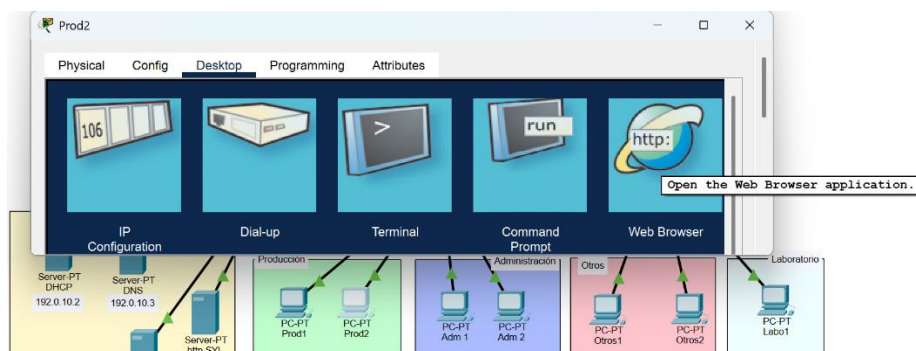 Prod2
Physical Config Desktop Programming Attributes
106
>
run
http:
Open the Web Browser application.
IP
Configuration
Dial-up
Terminal
Command
Prompt
Web Browser
Server-PT
DHCP
192.0.10.2
Server-PT
DNS
192.0.10.3
Server-PT
http SYL
Producción
PC-PT
Prod1
PC-PT
Prod2
Administración
PC-PT
Adm 1
PC-PT
Adm 2
Otros
PC-PT
Otros1
PC-PT
Otros2
Laboratorio
PC-PT
Labo1